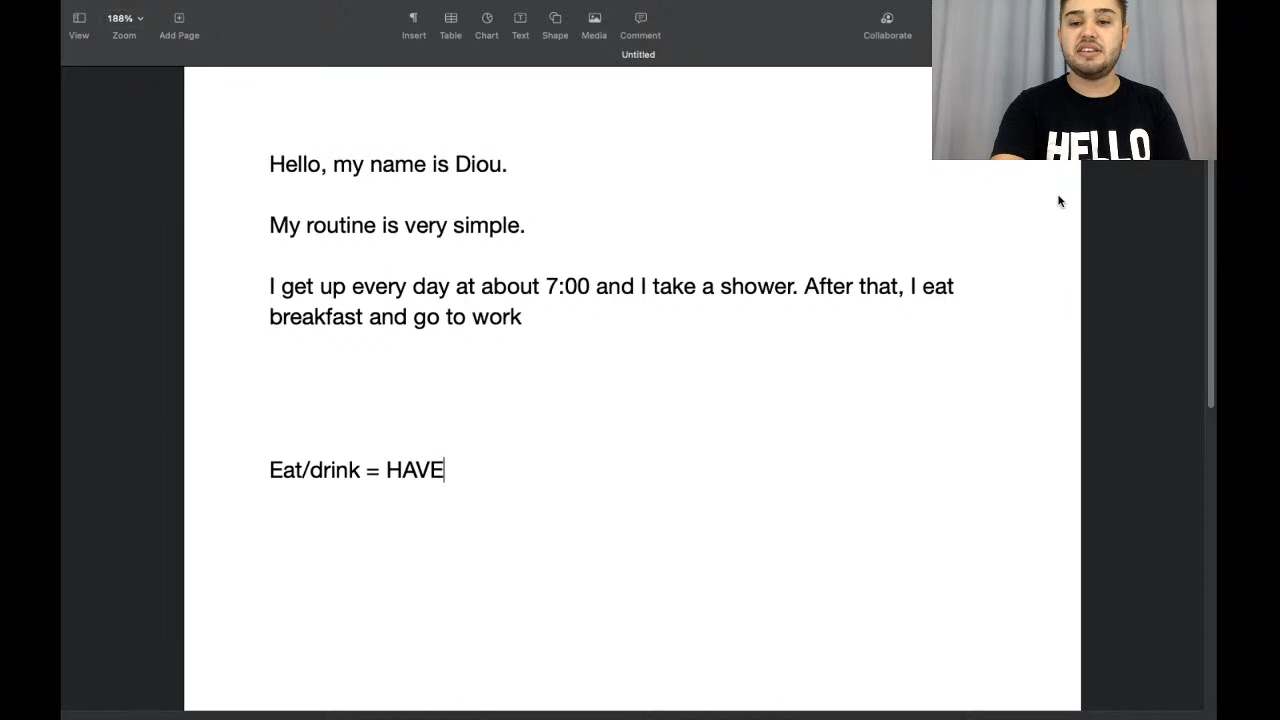 188%
View
Zoom
Add Page
Insert
Table
Chart
Text
Shape
Media
Comment
Collaborate
Untitled
HELLO
Hello, my name is Diou.
My routine is very simple.
I get up every day at about 7:00 and I take a shower. After that, I eat
breakfast and go to work
Eat/drink = HAVE